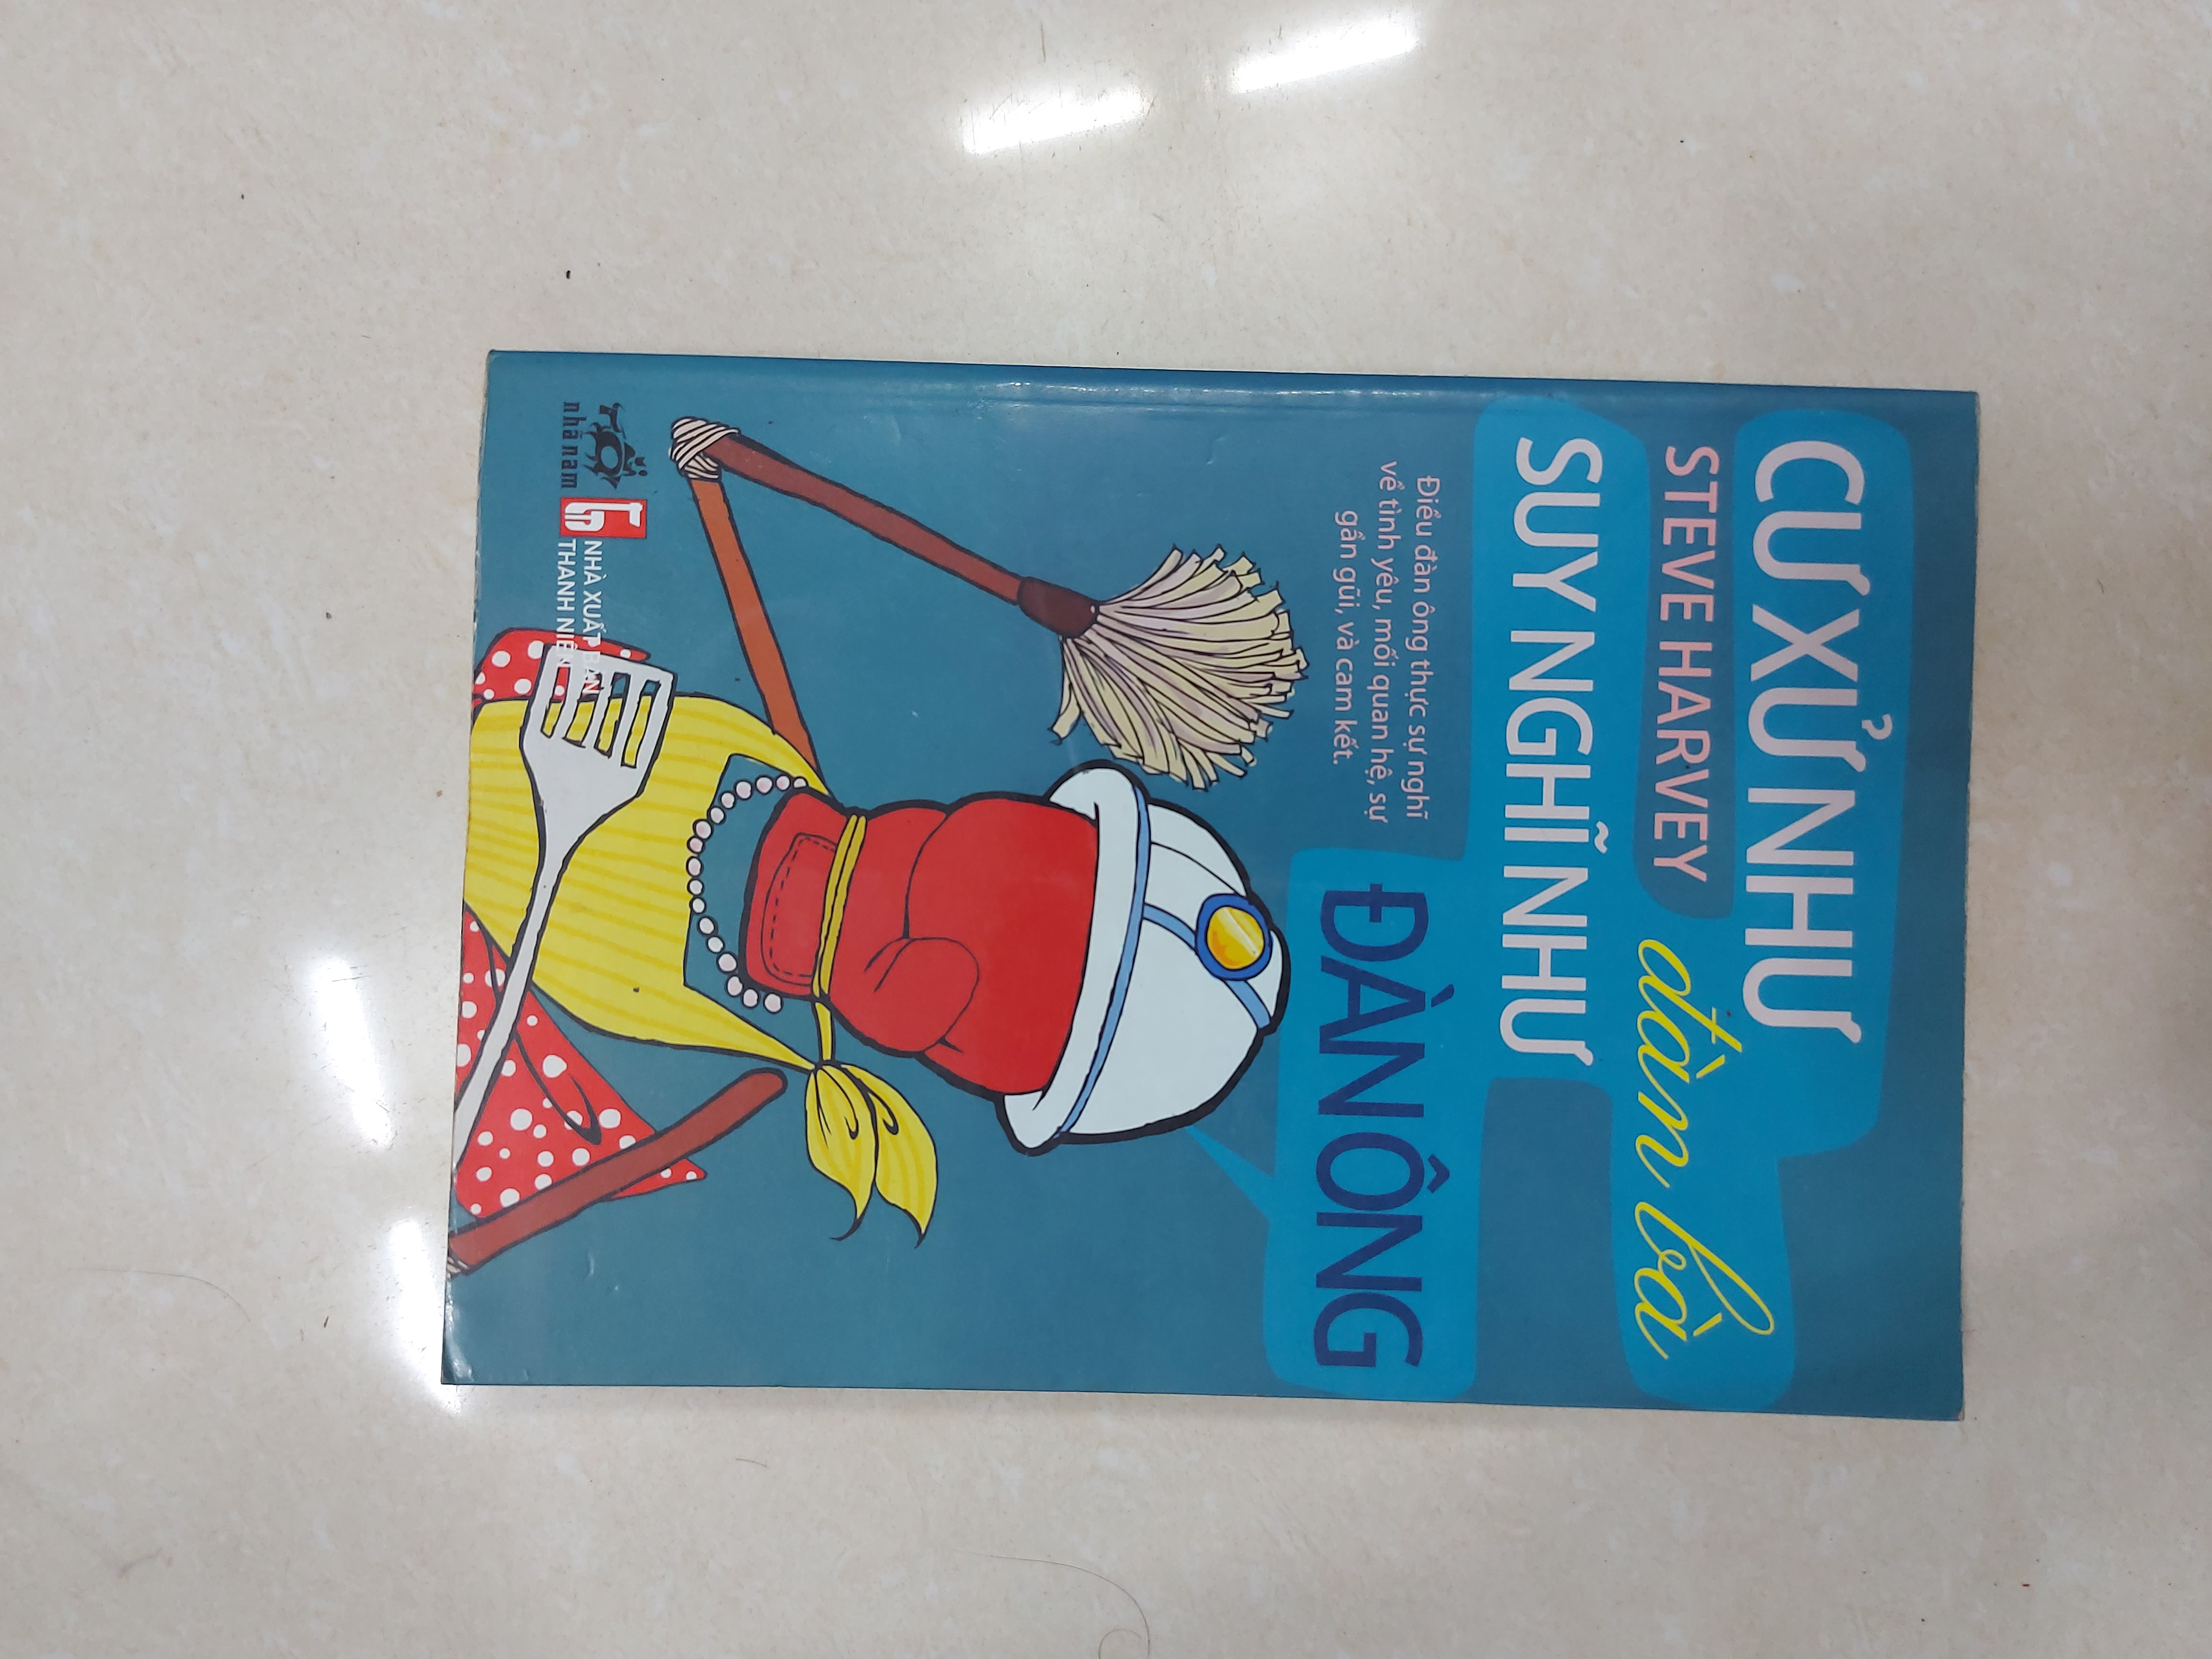 CƯ XỬ NHƯ
đàn bà
STEVE HARVEY
SUY NGHĨ NHƯ
ĐÀN ÔNG
Điều đàn ông thực sự nghĩ
về tình yêu, mối quan hệ, sự
gần gũi, và cam kết.
nhã nam
NHÀ XUẤT BẢN
THANH NIÊN